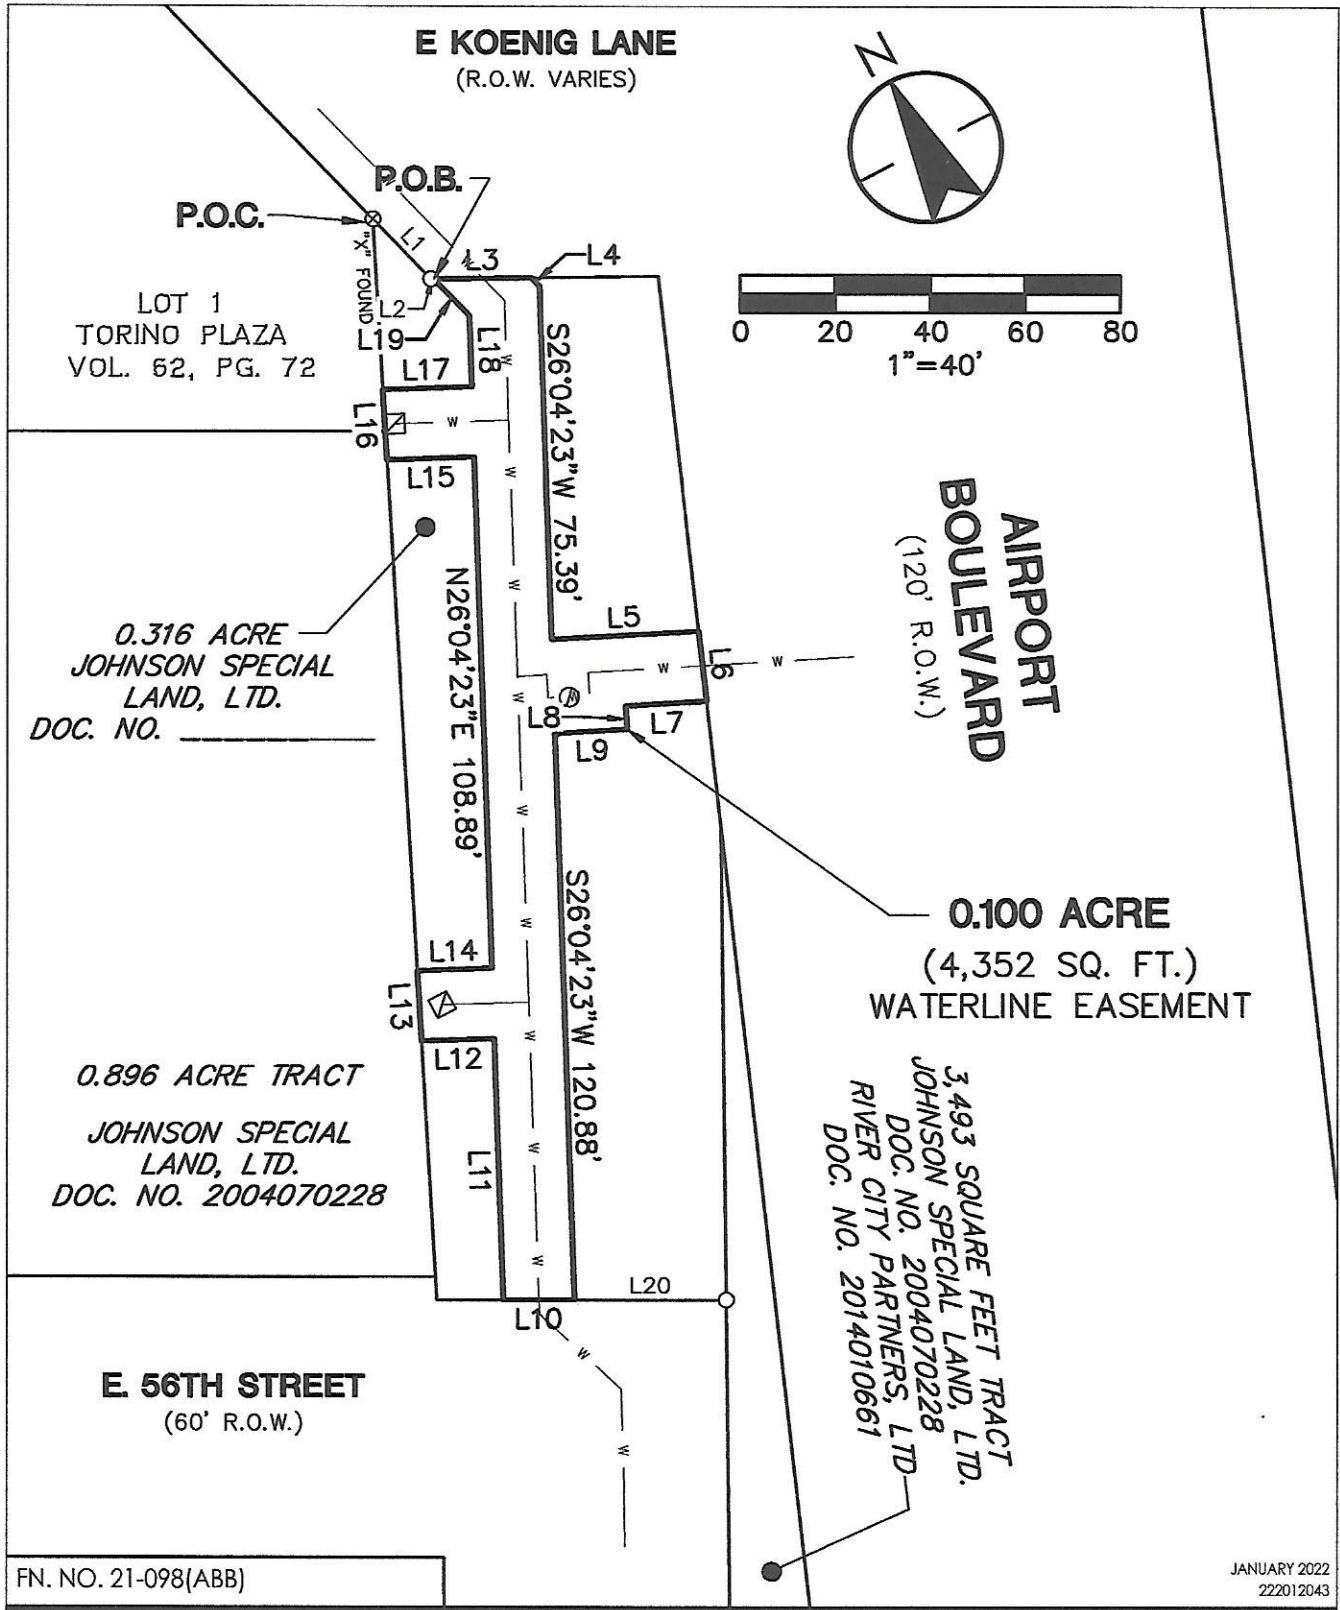 E KOENIG LANE
(R.O.W. VARIES)
N
P.O.B.
P.O.C.
L1
"X" FOUND
L2
L3
L4
LOT 1
TORINO PLAZA
VOL. 62, PG. 72
L19
L17
L18
W
0 20 40 60 80
1"=40'
S26°04'23"W 75.39'
L16
W
L15
W
AIRPORT
BOULEVARD
(120' R.O.W.)
N26°04'23"E 108.89'
W
0.316 ACRE
JOHNSON SPECIAL
LAND, LTD.
DOC. NO.
L5
L6
W
W
W
L8
L7
L9
W
S26°04'23"W 120.88'
0.100 ACRE
(4,352 SQ. FT.)
WATERLINE EASEMENT
W
L14
L13
W
L12
W
0.896 ACRE TRACT
JOHNSON SPECIAL
LAND, LTD.
DOC. NO. 2004070228
L11
W
3,493 SQUARE FEET TRACT
JOHNSON SPECIAL LAND, LTD.
DOC. NO. 2004070228
RIVER CITY PARTNERS, LTD
DOC. NO. 2014010661
W
L20
L10
W
E. 56TH STREET
(60' R.O.W.)
W
FN. NO. 21-098(ABB)
JANUARY 2022
222012043